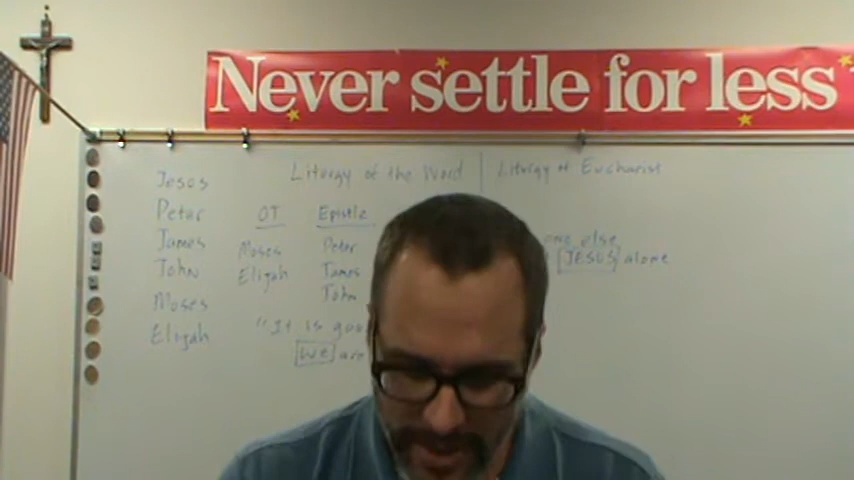 Never settle for less
Liturgy of the Word | Liturgy of Eucharist
Jesus
Peter
James
John
Moses
Elijah
OT
Moses
Elijah
Epistle
Peter
James
John
"It is
We are
one else
JESUS alone